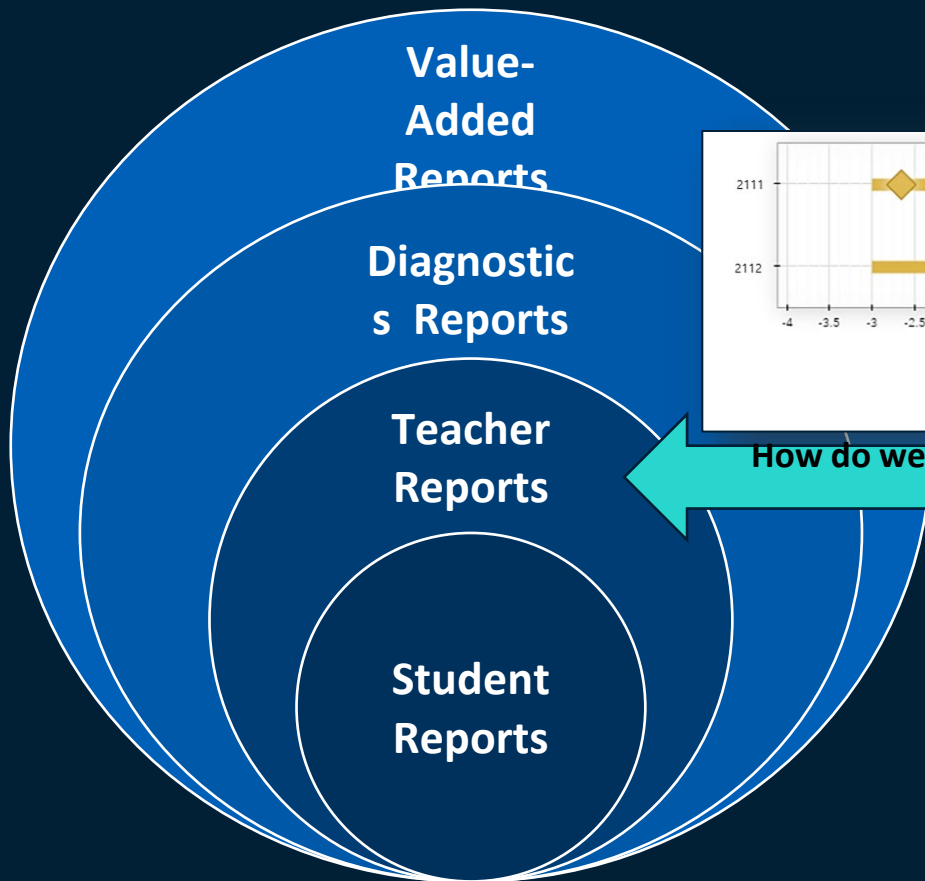 Value-
Added
Reports
Diagnostic
s Reports
Teacher
Reports
Student
Reports
2111
2112
-4 -3.5 -3 -2.5
How do we